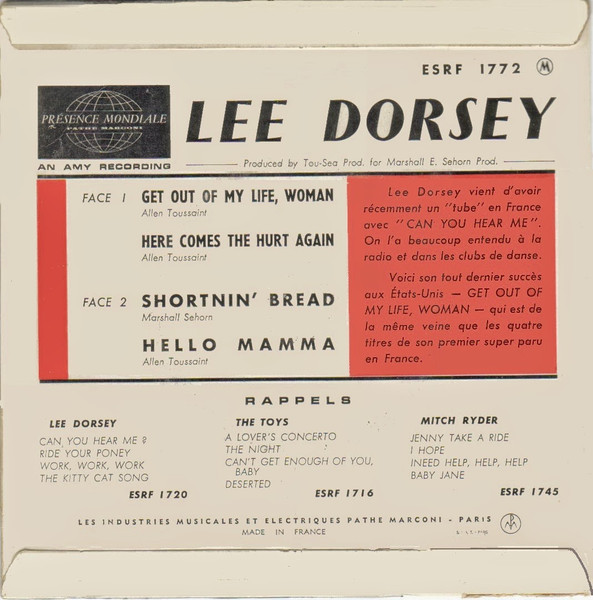 ESRF 1772 M
PRÉSENCE MONDIALE
PATHE MARCONI
LEE DORSEY
AN AMY RECORDING
Produced by Tou-Sea Prod. for Marshall E. Sehorn Prod.
FACE 1 GET OUT OF MY LIFE, WOMAN
Allen Toussaint
HERE COMES THE HURT AGAIN
Allen Toussaint
FACE 2 SHORTNIN' BREAD
Marshall Sehorn
HELLO MAMMA
Allen Toussaint
Lee Dorsey vient d'avoir
récemment un "tube" en France
avec "CAN YOU HEAR ME".
On l'a beaucoup entendu à la
radio et dans les clubs de danse.
Voici son tout dernier succès
aux États-Unis — GET OUT OF
MY LIFE, WOMAN — qui est de
la même veine que les quatre
titres de son premier super paru
en France.
RAPPELS
LEE DORSEY
CAN YOU HEAR ME ?
RIDE YOUR PONEY
WORK, WORK, WORK
THE KITTY CAT SONG
ESRF 1720
THE TOYS
A LOVER'S CONCERTO
THE NIGHT
CAN'T GET ENOUGH OF YOU,
BABY
DESERTED
ESRF 1716
MITCH RYDER
JENNY TAKE A RIDE
I HOPE
INEED HELP, HELP, HELP
BABY JANE
ESRF 1745
LES INDUSTRIES MUSICALES ET ELECTRIQUES PATHE MARCONI - PARIS
MADE IN FRANCE